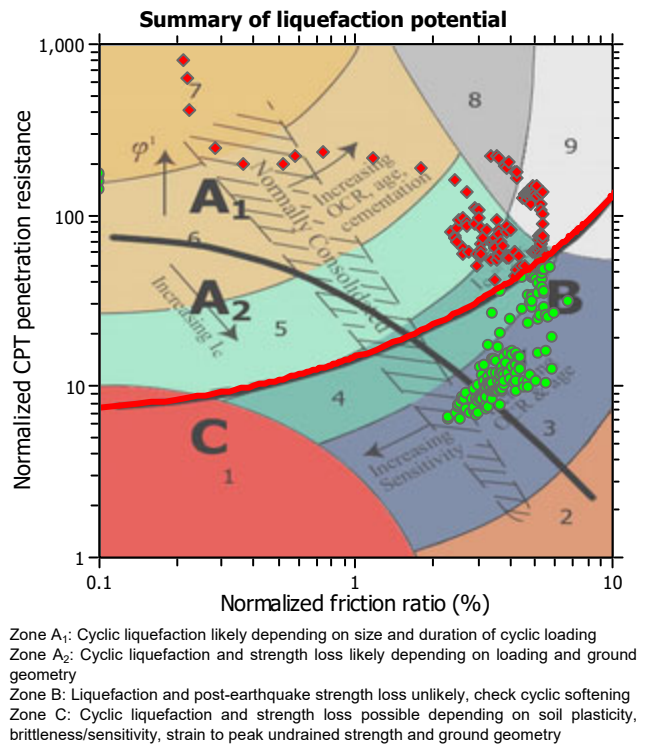 Summary of liquefaction potential
Normalized CPT penetration resistance
1,000
100
10
1
7
8
9
φ'
A1
Normally Consolidated
Increasing
OCR, age,
cementation
6
A2
Increasing Ic
5
B
4
C
1
Increasing
Sensitivity
OCR & age
3
2
0.1
1
10
Normalized friction ratio (%)
Zone A1: Cyclic liquefaction likely depending on size and duration of cyclic loading
Zone A2: Cyclic liquefaction and strength loss likely depending on loading and ground
geometry
Zone B: Liquefaction and post-earthquake strength loss unlikely, check cyclic softening
Zone C: Cyclic liquefaction and strength loss possible depending on soil plasticity,
brittleness/sensitivity, strain to peak undrained strength and ground geometry